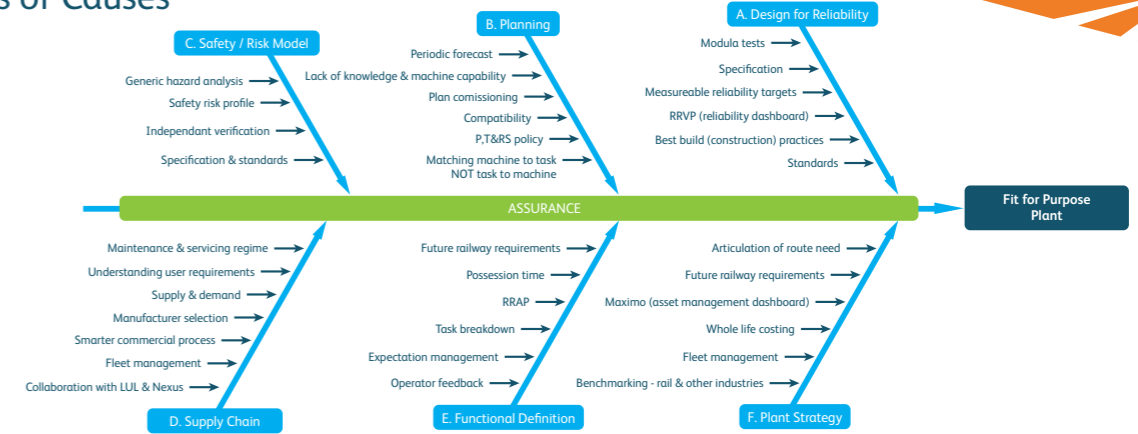 s of Causes
C. Safety / Risk Model
Generic hazard analysis
Safety risk profile
Independant verification
Specification & standards
B. Planning
Periodic forecast
Lack of knowledge & machine capability
Plan comissioning
Compatibility
P,T&RS policy
Matching machine to task
NOT task to machine
A. Design for Reliability
Modula tests
Specification
Measureable reliability targets
RRVP (reliability dashboard)
Best build (construction) practices
Standards
ASSURANCE
Fit for Purpose
Plant
Maintenance & servicing regime
Understanding user requirements
Supply & demand
Manufacturer selection
Smarter commercial process
Fleet management
Collaboration with LUL & Nexus
D. Supply Chain
Future railway requirements
Possession time
RRAP
Task breakdown
Expectation management
Operator feedback
E. Functional Definition
Articulation of route need
Future railway requirements
Maximo (asset management dashboard)
Whole life costing
Fleet management
Benchmarking - rail & other industries
F. Plant Strategy